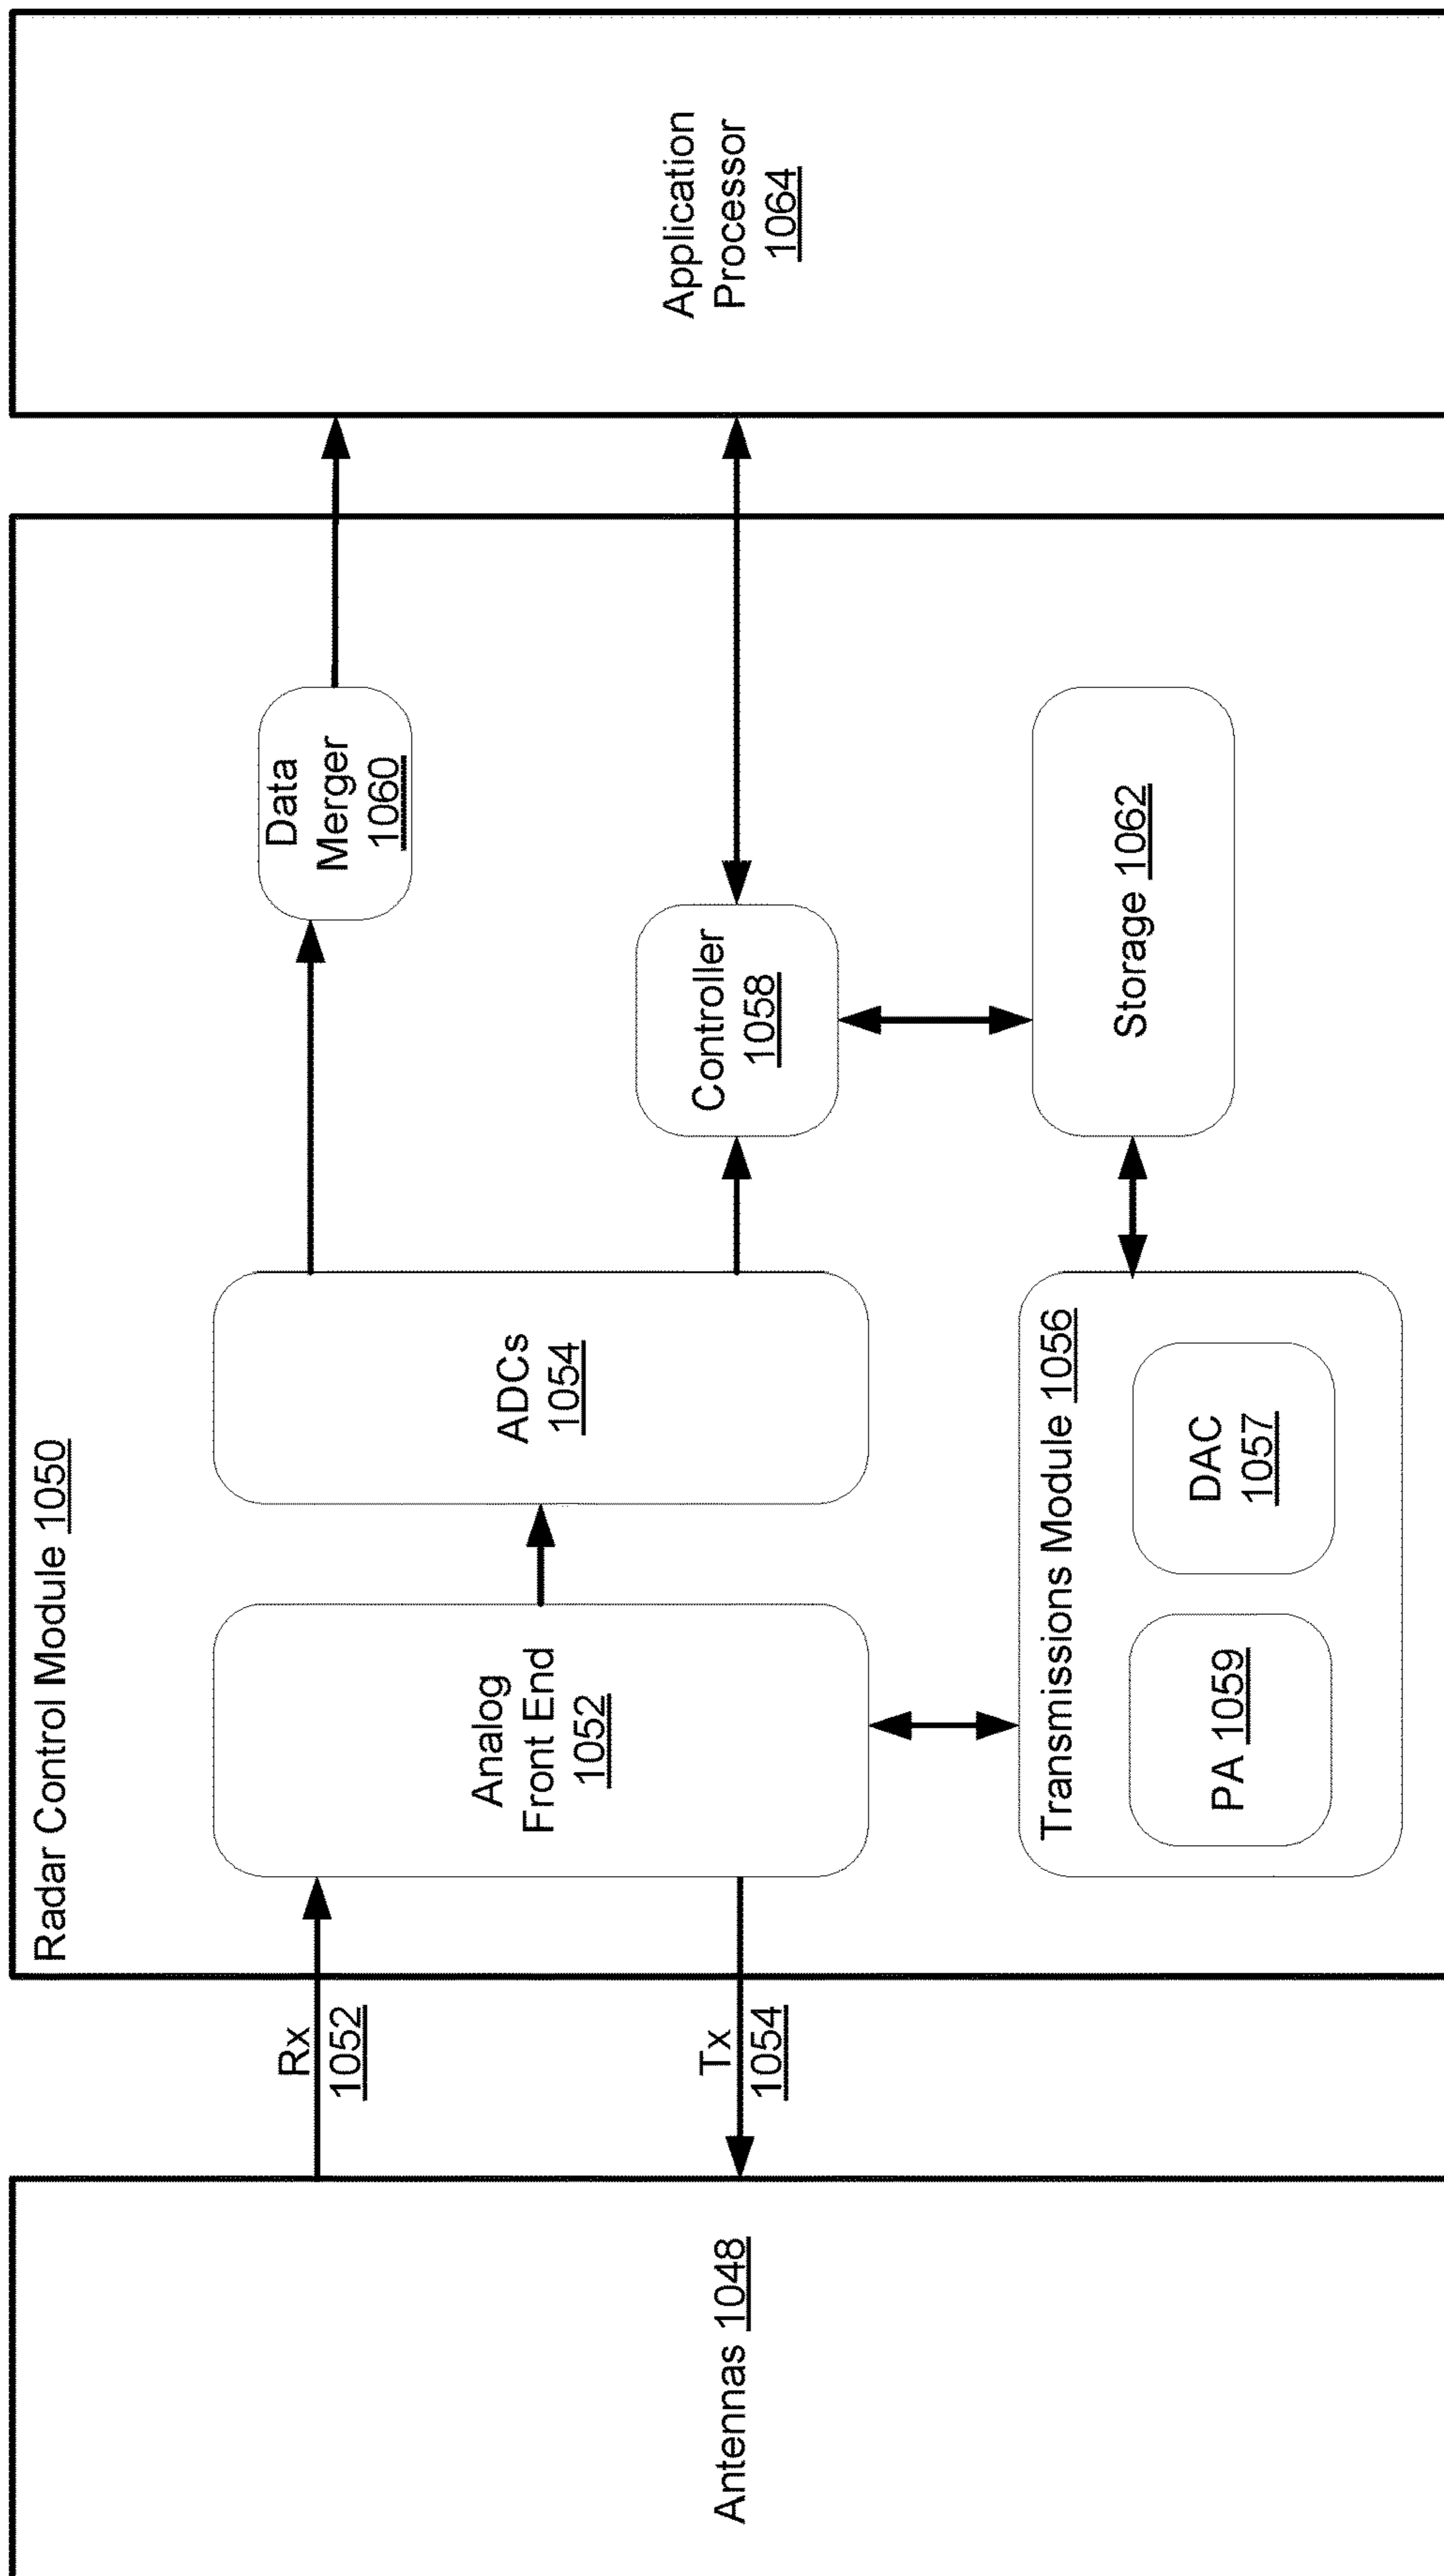 Radar Control Module 1050
Antennas 1048
Rx
1052
Tx
1054
Analog
Front End
1052
ADCs
1054
Data
Merger
1060
Controller
1058
Transmissions Module 1056
PA 1059
DAC
1057
Storage 1062
Application
Processor
1064